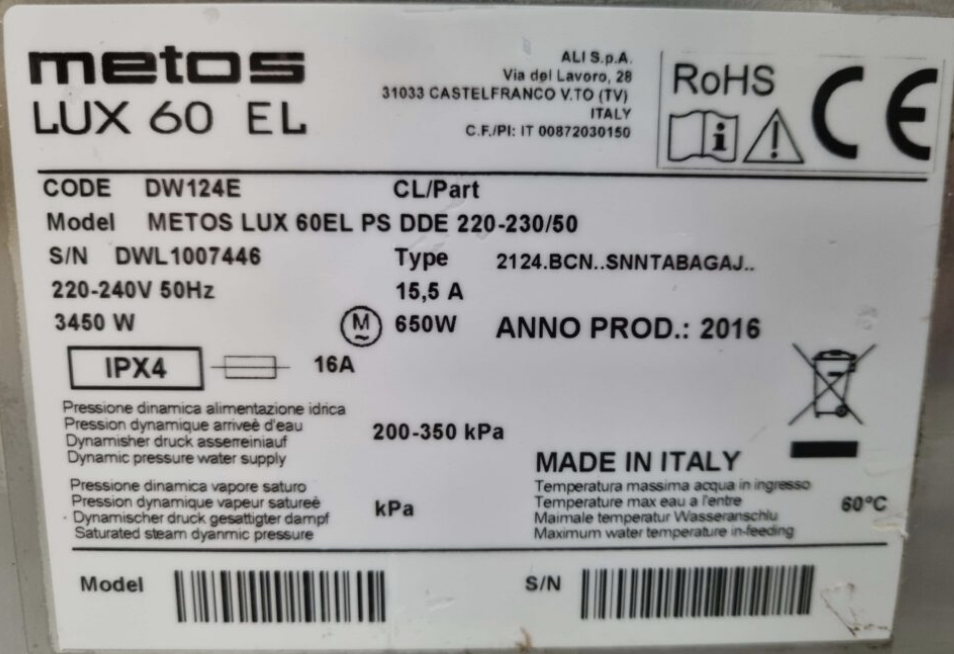 metos
LUX 60 EL
ALI S.p.A.
Via del Lavoro, 28
31033 CASTELFRANCO V.TO (TV)
ITALY
C.F./PI: IT 00872030150
RoHS
CE
CODE DW124E CL/Part
Model METOS LUX 60EL PS DDE 220-230/50
S/N DWL1007446 Type 2124.BCN..SNNTABAGAJ..
220-240V 50Hz 15,5 A
3450 W M 650W ANNO PROD.: 2016
IPX4 16A
Pressione dinamica alimentazione idrica
Pression dynamique arriveè d'eau
Dynamisher druck asserreiniauf
Dynamic pressure water supply
200-350 kPa
MADE IN ITALY
Pressione dinamica vapore saturo
Pression dynamique vapeur satureè
Dynamischer druck gesattigter dampf
Saturated steam dyanmic pressure
kPa
Temperatura massima acqua in ingresso
Temperature max eau a l'entre
Maimale temperatur Wasseranschlu
Maximum water temperature in-feeding
60°C
Model S/N